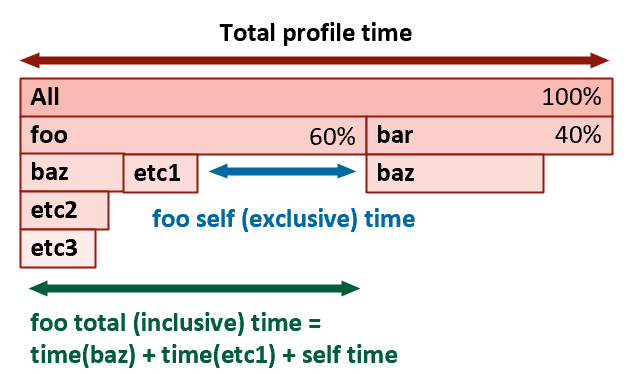 Total profile time
All 100%
foo 60% bar 40%
baz etc1 baz
etc2
foo self (exclusive) time
etc3
foo total (inclusive) time =
time(baz) + time(etc1) + self time